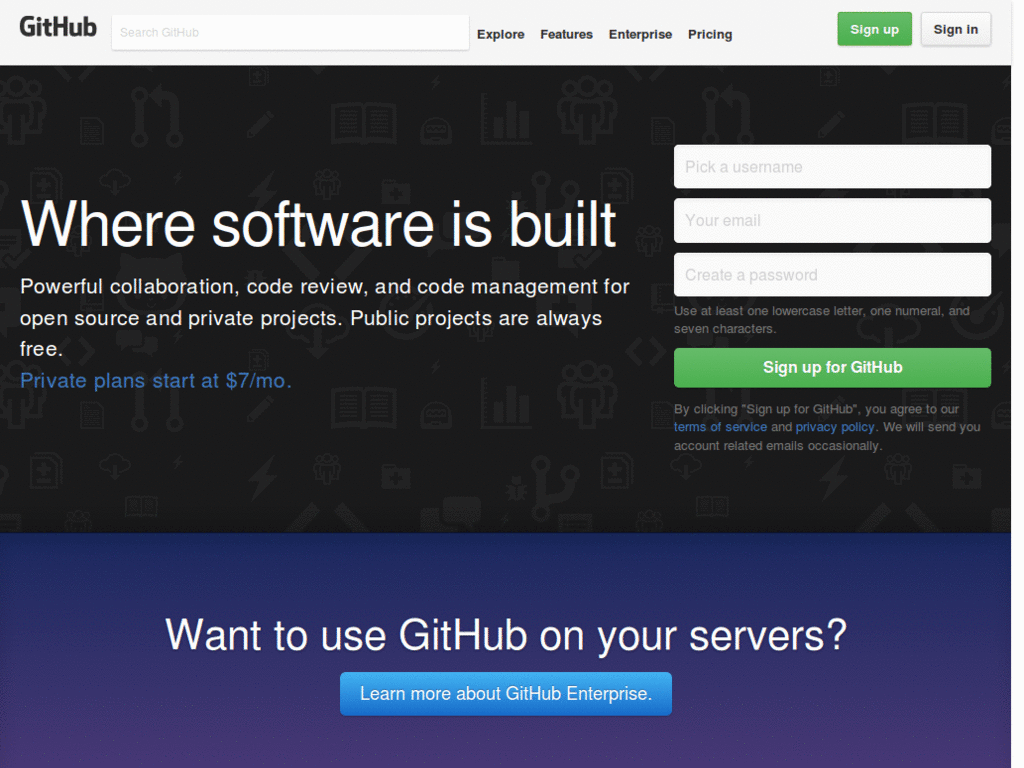 GitHub
Search GitHub
Explore
Features
Enterprise
Pricing
Sign up
Sign in
Where software is built
Powerful collaboration, code review, and code management for
open source and private projects. Public projects are always
free.
Private plans start at $7/mo.
Pick a username
Your email
Create a password
Use at least one lowercase letter, one numeral, and
seven characters.
Sign up for GitHub
By clicking "Sign up for GitHub", you agree to our
terms of service and privacy policy. We will send you
account related emails occasionally.
Want to use GitHub on your servers?
Learn more about GitHub Enterprise.